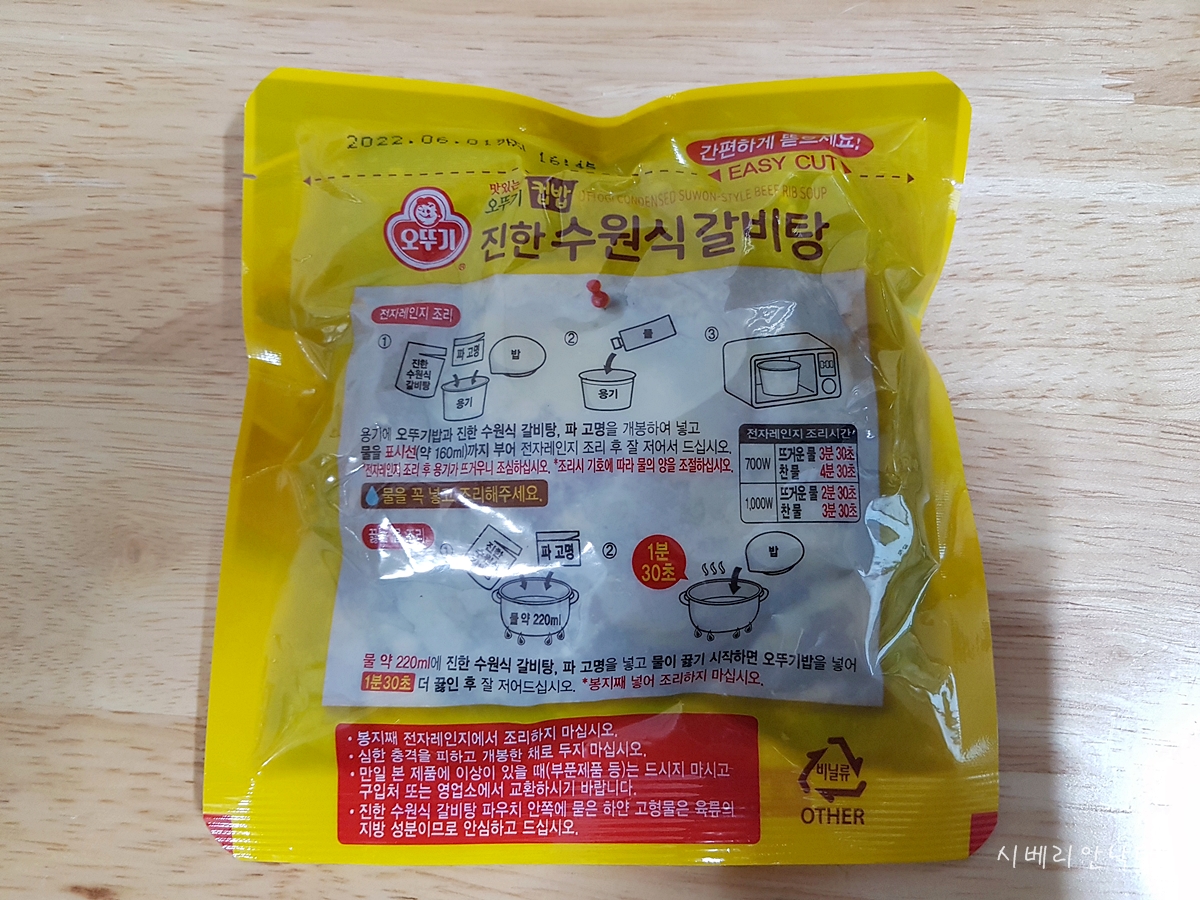 2022.06.01까지 16:45
간편하게 뜯으세요!
EASY CUT
맛있는
오뚜기 컵밥 OTTOGI CONDENSED SUWON-STYLE BEEF RIB SOUP
오뚜기
진한 수원식 갈비탕
전자레인지 조리
① 진한 수원식 갈비탕 파 고명 밥 용기
② 물 용기
③
용기에 오뚜기밥과 진한 수원식 갈비탕, 파 고명을 개봉하여 넣고
물을 표시선(약 160ml)까지 부어 전자레인지 조리 후 잘 저어서 드십시오.
*전자레인지 조리 후 용기가 뜨거우니 조심하십시오. *조리시 기호에 따라 물의 양을 조절하십시오.
물을 꼭 넣고 조리해주세요.
전자레인지 조리시간
700W 뜨거운 물 3분 30초
찬 물 4분 30초
1,000W 뜨거운 물 2분 30초
찬 물 3분 30초
조리
① 진한 파 고명
물 약 220ml
② 1분
30초
밥
물 약 220ml에 진한 수원식 갈비탕, 파 고명을 넣고 물이 끓기 시작하면 오뚜기밥을 넣어
1분30초 더 끓인 후 잘 저어드십시오. *봉지째 넣어 조리하지 마십시오.
• 봉지째 전자레인지에서 조리하지 마십시오.
• 심한 충격을 피하고 개봉한 채로 두지 마십시오.
• 만일 본 제품에 이상이 있을 때(부푼제품 등)는 드시지 마시고
구입처 또는 영업소에서 교환하시기 바랍니다.
• 진한 수원식 갈비탕 파우치 안쪽에 묻은 하얀 고형물은 육류의
지방 성분이므로 안심하고 드십시오.
비닐류
OTHER
시베리안